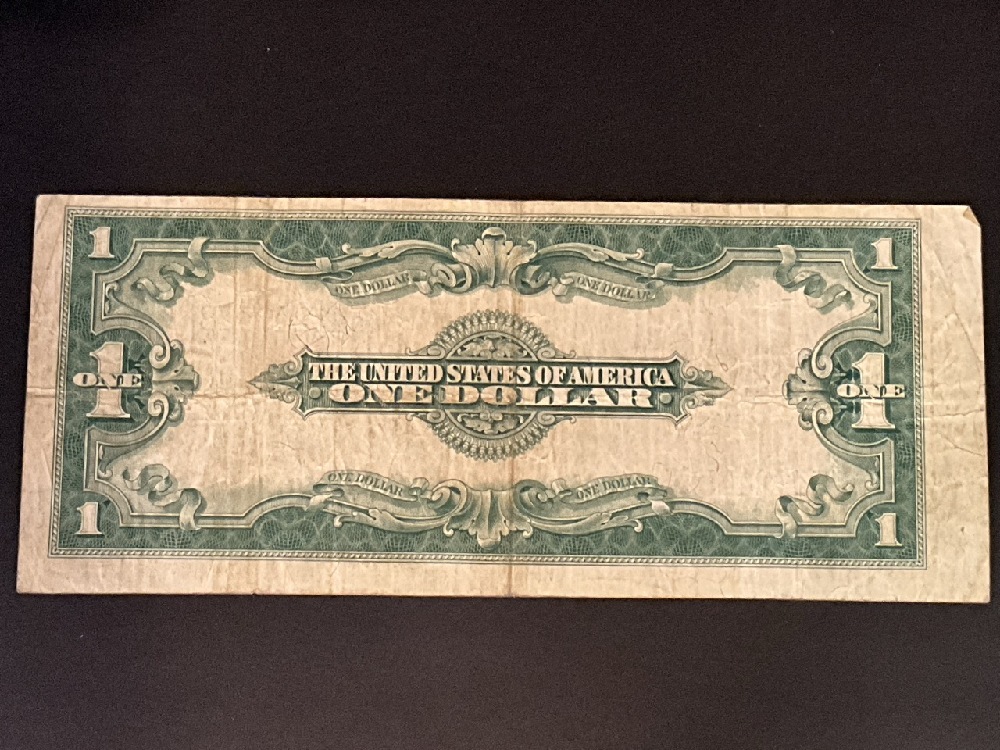 1 1
ONE DOLLAR ONE DOLLAR
1 ONE THE UNITED STATES OF AMERICA 1 ONE
ONE DOLLAR
ONE DOLLAR ONE DOLLAR
1 1